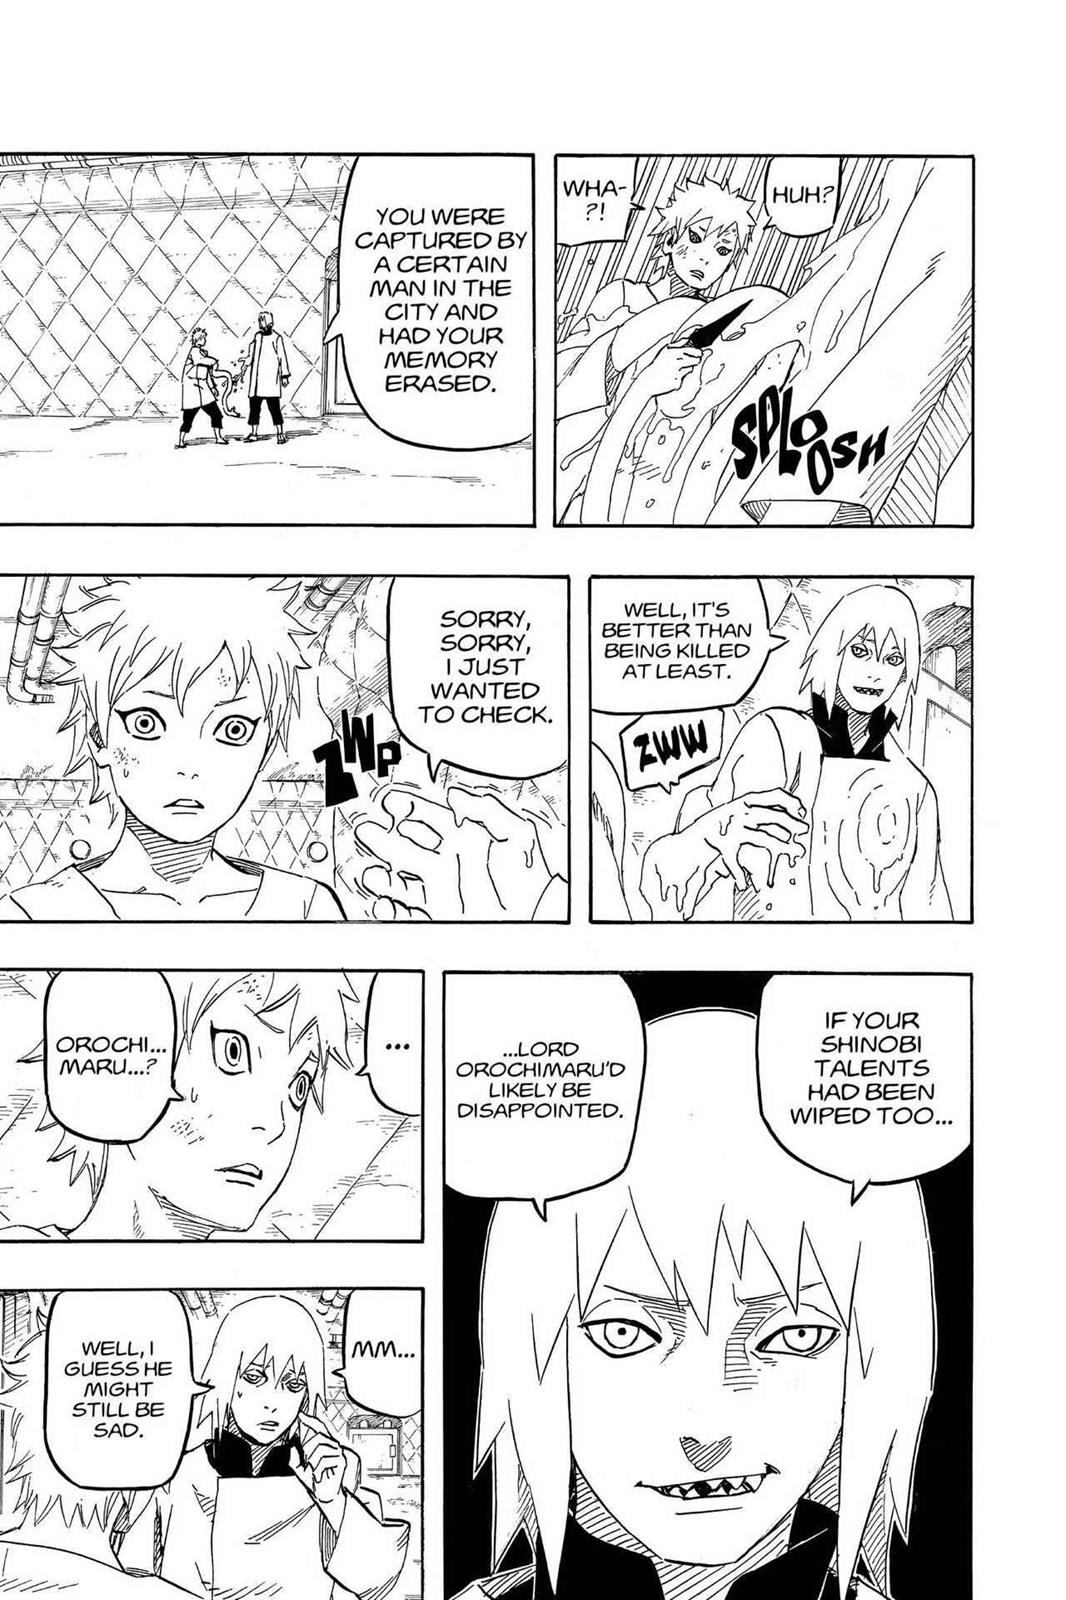 HUH?
WHA-
?!
SPLOOSH
YOU WERE
CAPTURED BY
A CERTAIN
MAN IN THE
CITY AND
HAD YOUR
MEMORY
ERASED.
WELL, IT'S
BETTER THAN
BEING KILLED
AT LEAST.
ZWW
SORRY,
SORRY,
I JUST
WANTED
TO CHECK.
ZWP
IF YOUR
SHINOBI
TALENTS
HAD BEEN
WIPED TOO...
...LORD
OROCHIMARU'D
LIKELY BE
DISAPPOINTED.
...
OROCHI...
MARU...?
MM...
WELL, I
GUESS HE
MIGHT
STILL BE
SAD.